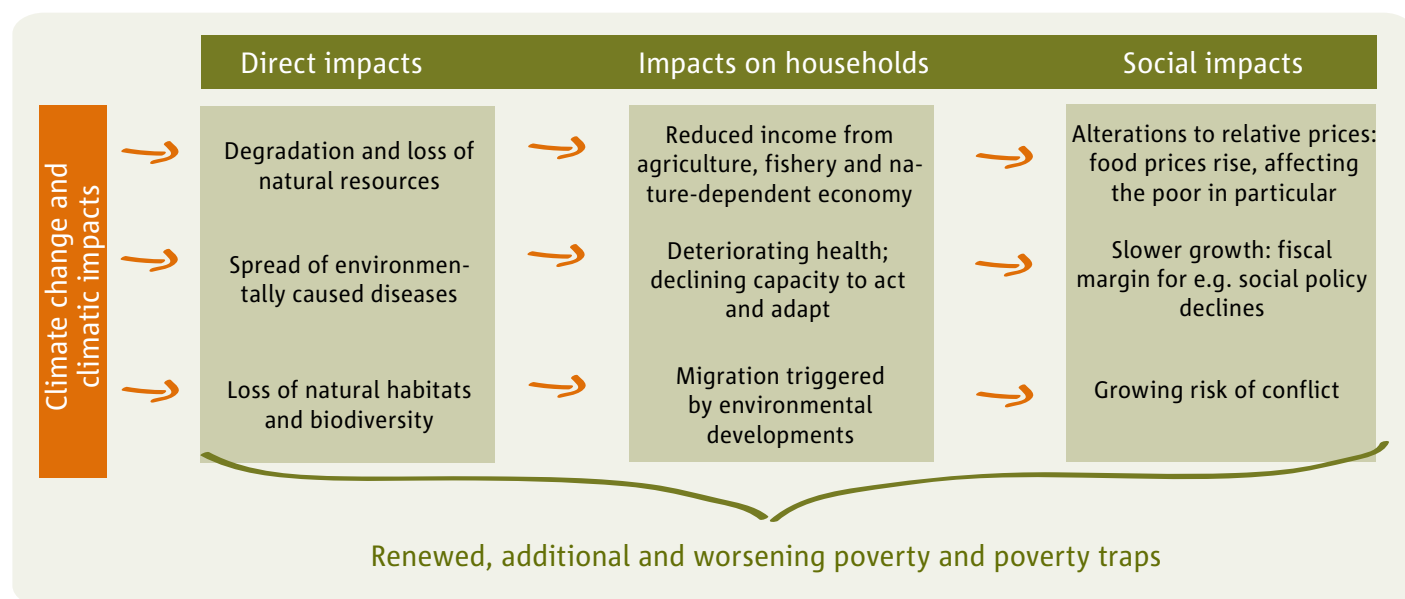 Direct impacts
Impacts on households
Social impacts
Climate change and
climatic impacts
Degradation and loss of
natural resources
Reduced income from
agriculture, fishery and na-
ture-dependent economy
Alterations to relative prices:
food prices rise, affecting
the poor in particular
Spread of environmen-
tally caused diseases
Deteriorating health;
declining capacity to act
and adapt
Slower growth: fiscal
margin for e.g. social policy
declines
Loss of natural habitats
and biodiversity
Migration triggered
by environmental
developments
Growing risk of conflict
Renewed, additional and worsening poverty and poverty traps